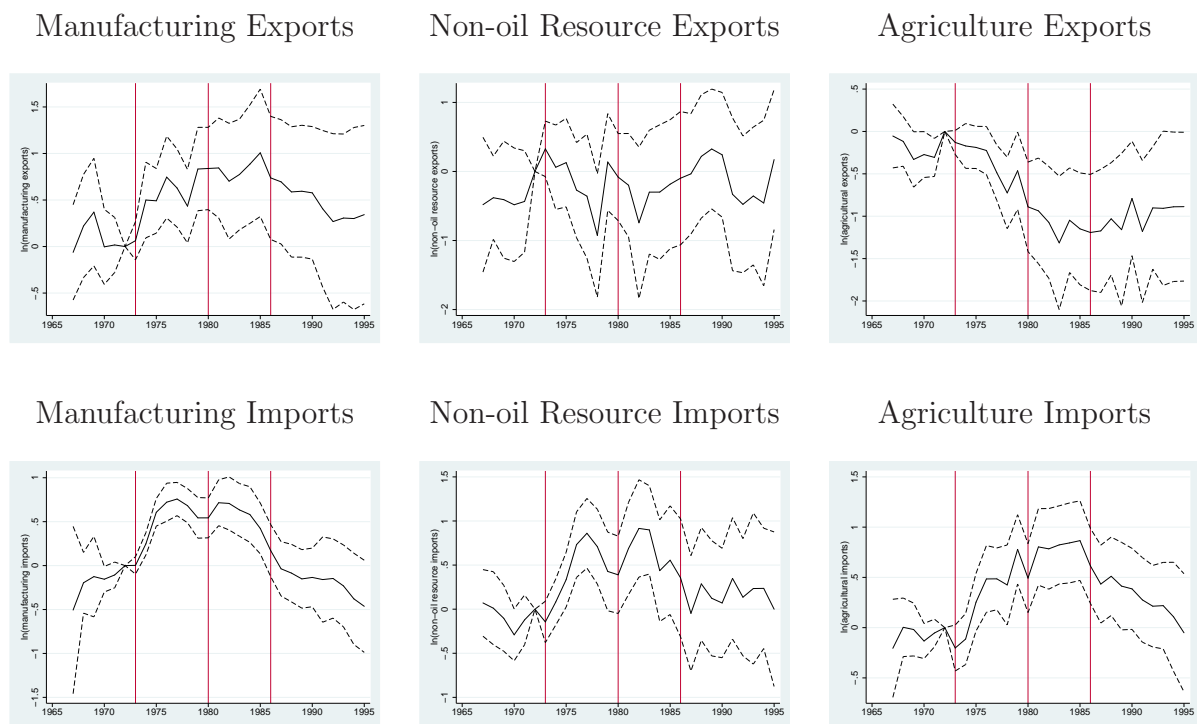 Manufacturing Exports
Non-oil Resource Exports
Agriculture Exports
ln(manufacturing exports)
1.5
1
.5
0
-.5
1965 1970 1975 1980 1985 1990 1995
ln(non-oil resource exports)
1
0
-1
-2
1965 1970 1975 1980 1985 1990 1995
ln(agricultural exports)
.5
0
-.5
-1
-1.5
-2
1965 1970 1975 1980 1985 1990 1995
Manufacturing Imports
Non-oil Resource Imports
Agriculture Imports
ln(manufacturing imports)
1
.5
0
-.5
-1
-1.5
1965 1970 1975 1980 1985 1990 1995
ln(non-oil resource imports)
1.5
1
.5
0
-.5
-1
1965 1970 1975 1980 1985 1990 1995
ln(agricultural imports)
1.5
1
.5
0
-.5
1965 1970 1975 1980 1985 1990 1995